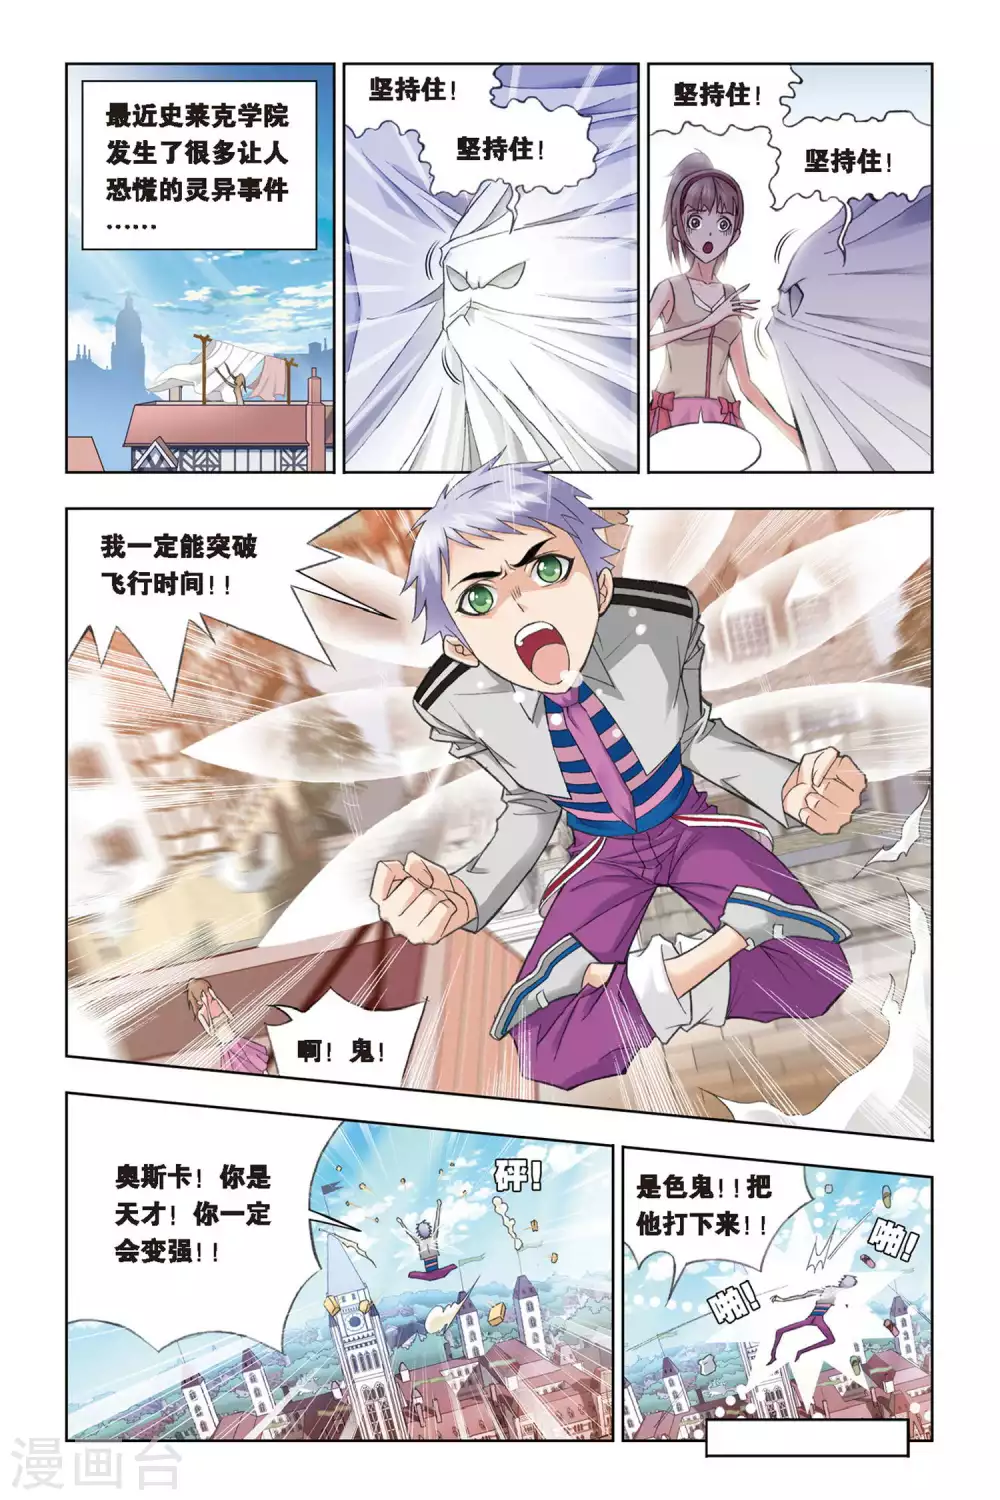 最近史莱克学院
发生了很多让人
恐慌的灵异事件
……
坚持住！
坚持住！
坚持住！
坚持住！
我一定能突破
飞行时间！！
啊！鬼！
奥斯卡！你是
天才！你一定
会变强！！
砰！
是色鬼！！把
他打下来！！
啪！
啪！
漫画台